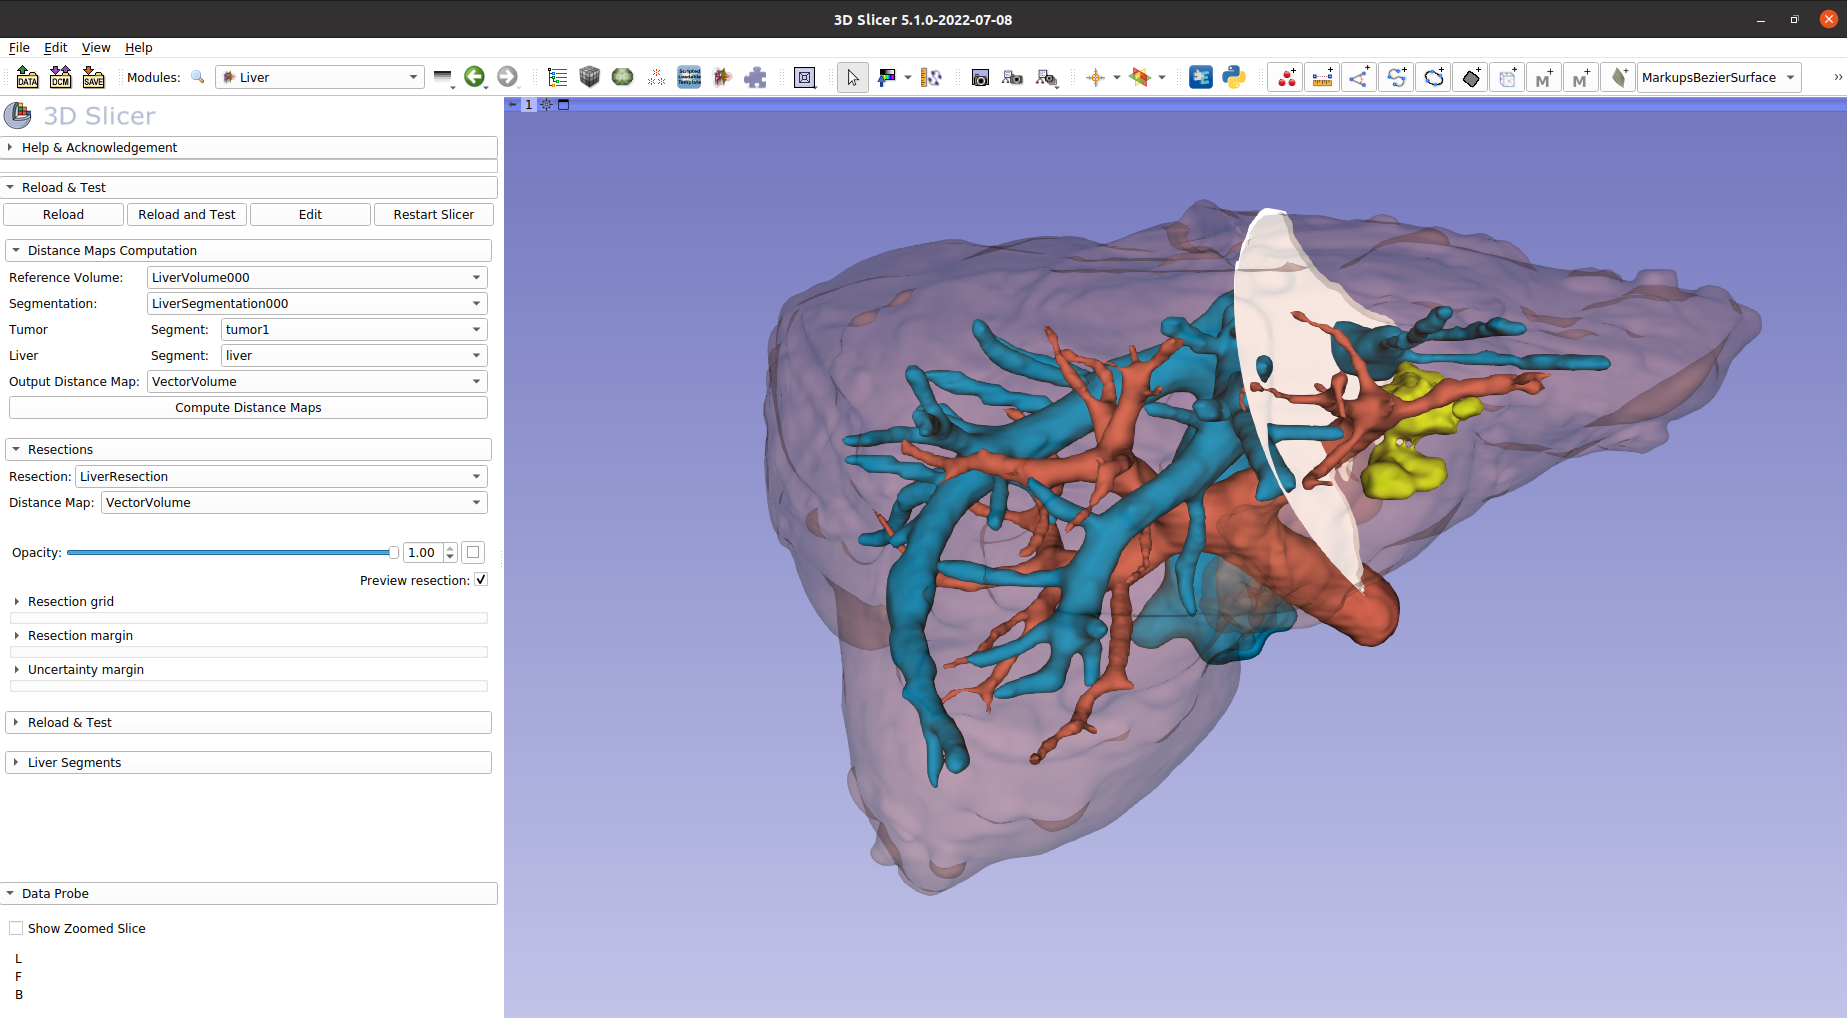 3D Slicer 5.1.0-2022-07-08
File Edit View Help
DATA DCM SAVE Modules: Liver Scripted Loadable Template M M MarkupsBezierSurface »
1
3D Slicer
Help & Acknowledgement
Reload & Test
Reload Reload and Test Edit Restart Slicer
Distance Maps Computation
Reference Volume: LiverVolume000
Segmentation: LiverSegmentation000
Tumor Segment: tumor1
Liver Segment: liver
Output Distance Map: VectorVolume
Compute Distance Maps
Resections
Resection: LiverResection
Distance Map: VectorVolume
Opacity: 1.00
Preview resection:
Resection grid
Resection margin
Uncertainty margin
Reload & Test
Liver Segments
Data Probe
Show Zoomed Slice
L
F
B